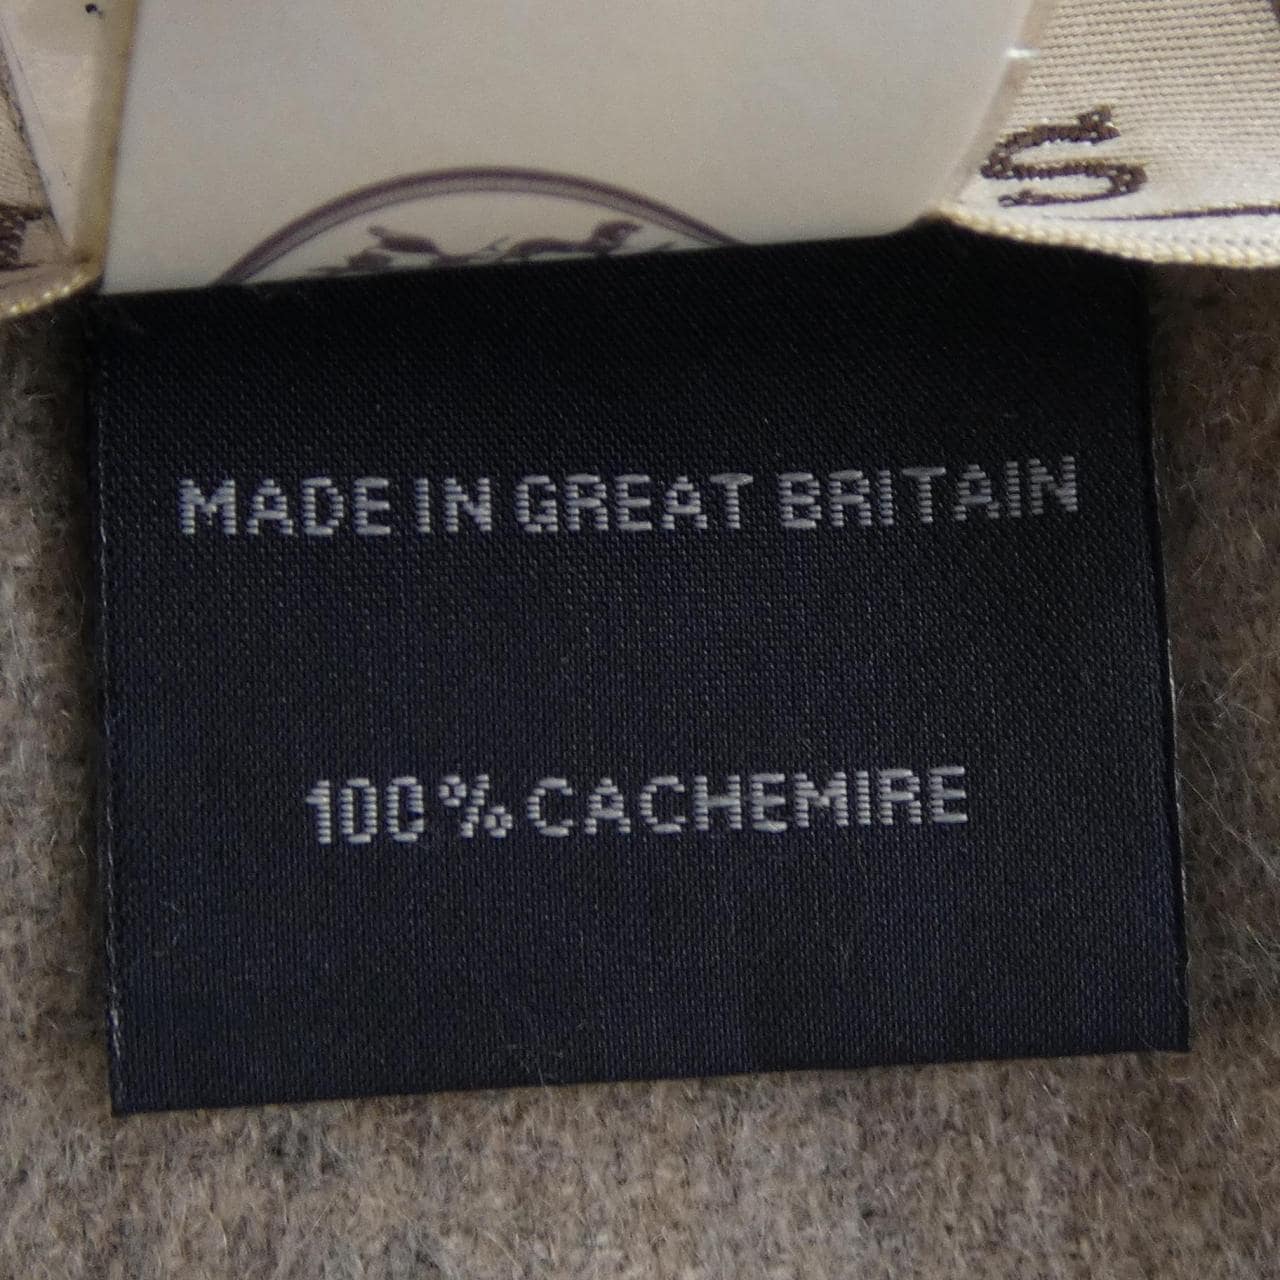 S
MADE IN GREAT BRITAIN
100% CACHEMIRE